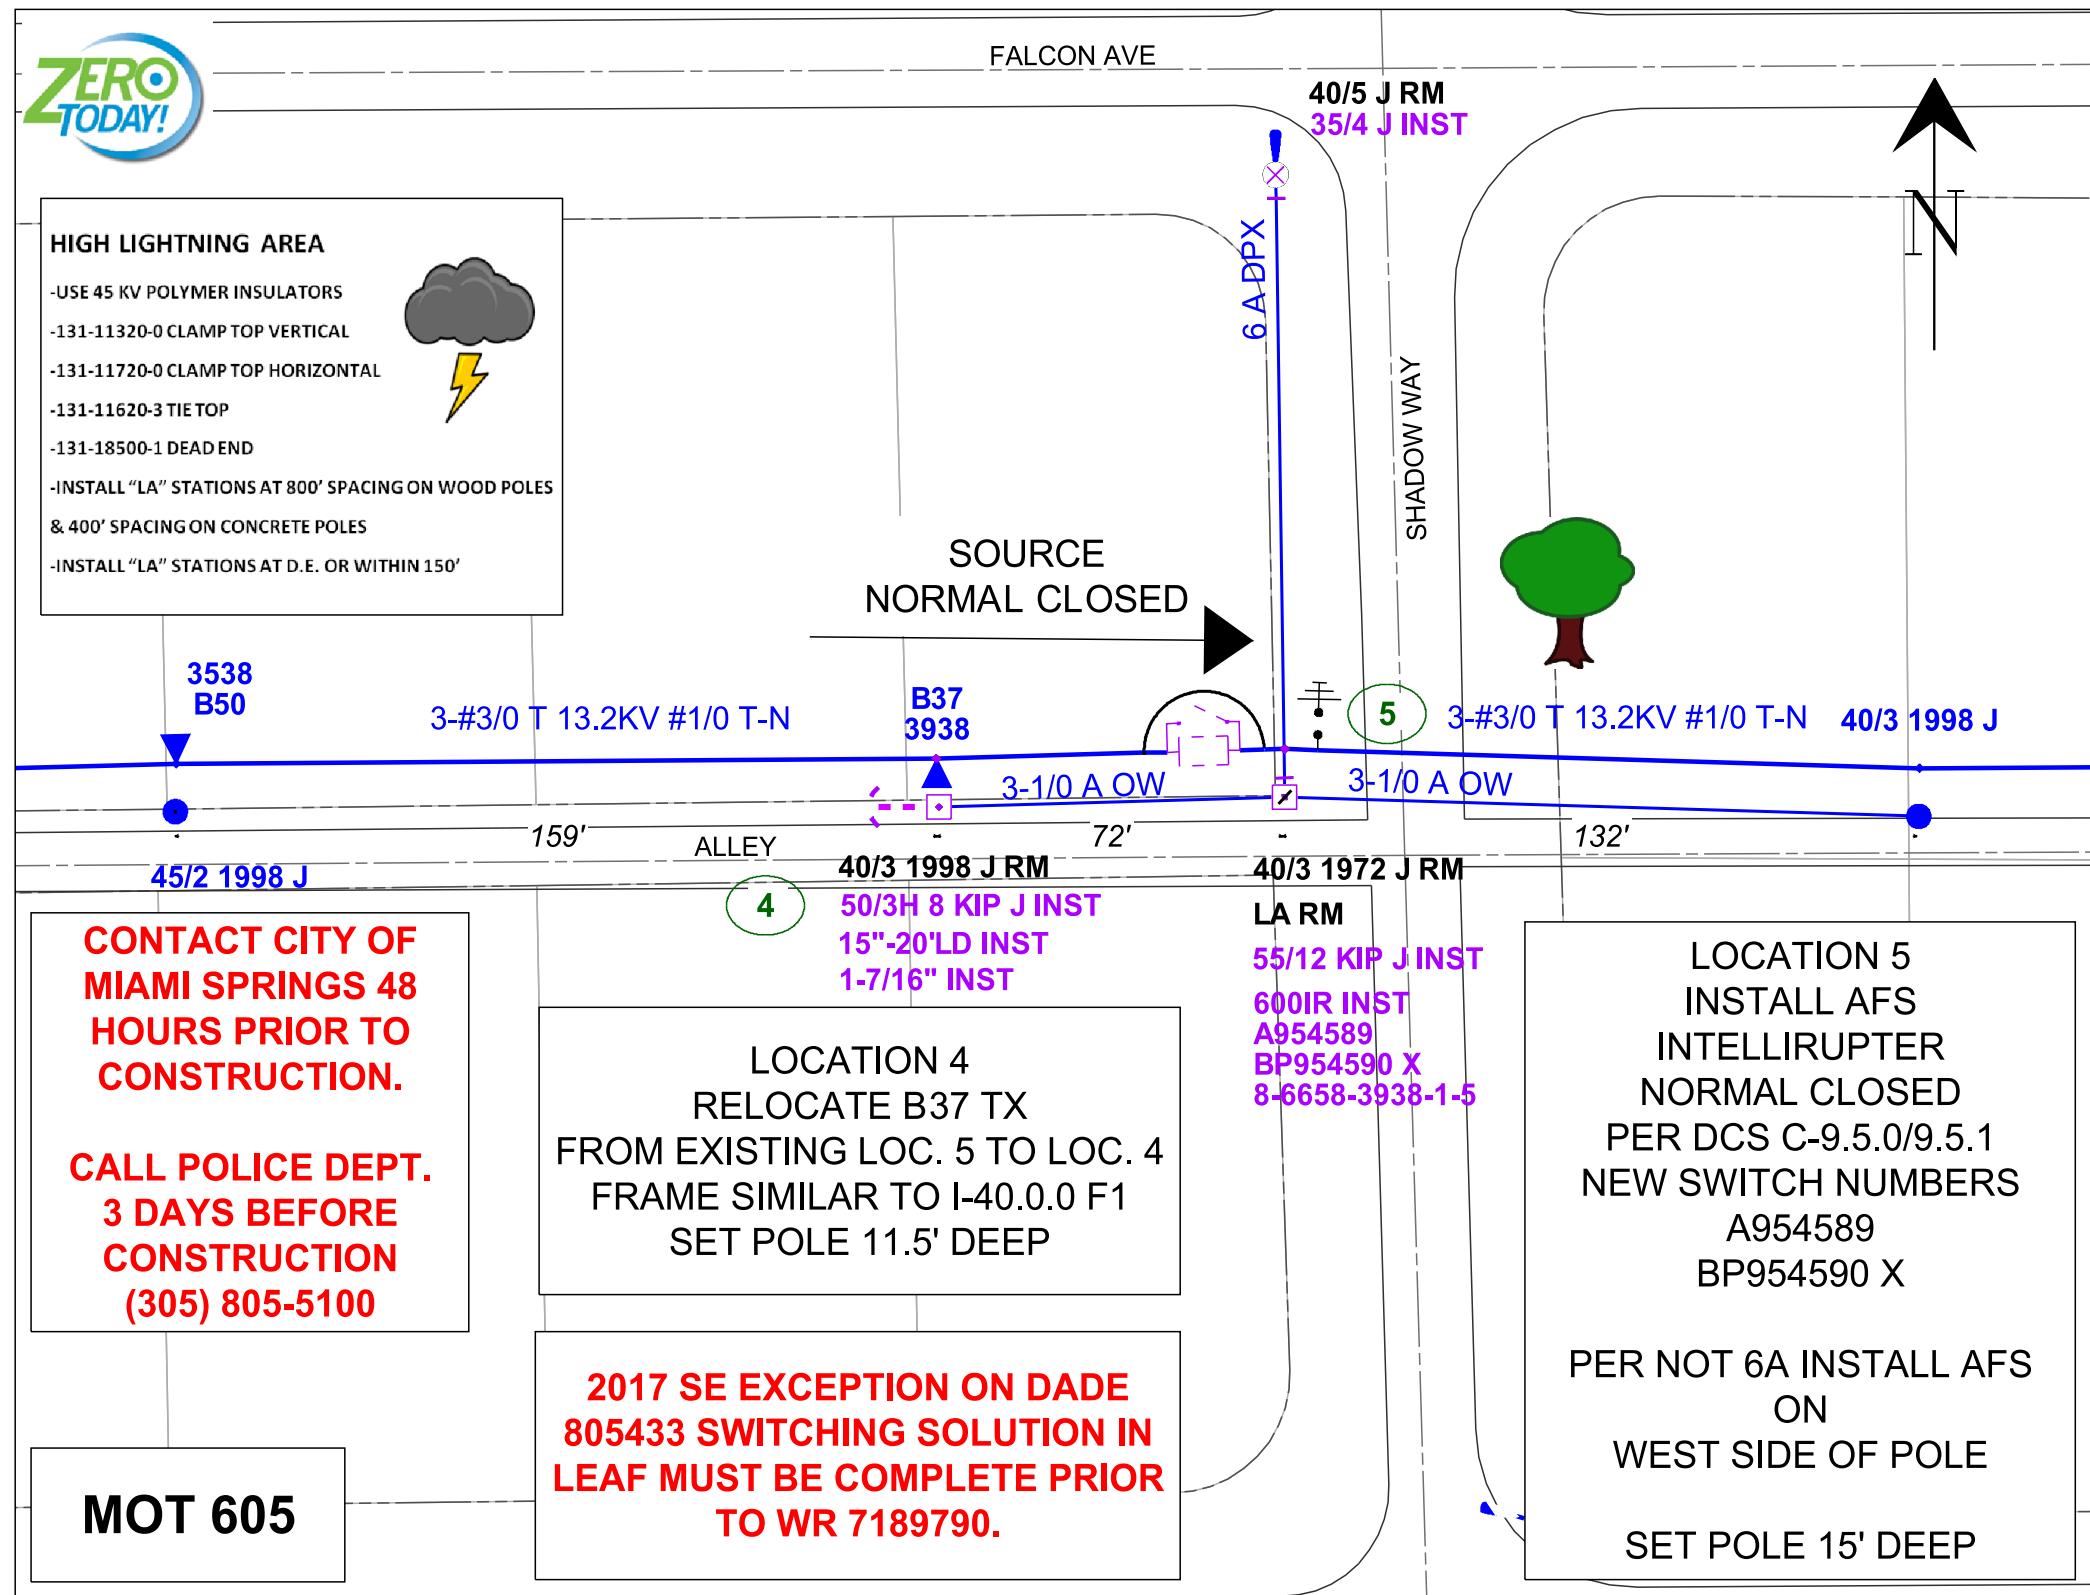 FALCON AVE
ZERO
TODAY!
40/5 J RM
35/4 J INST
N
HIGH LIGHTNING AREA
-USE 45 KV POLYMER INSULATORS
-131-11320-0 CLAMP TOP VERTICAL
-131-11720-0 CLAMP TOP HORIZONTAL
-131-11620-3 TIE TOP
-131-18500-1 DEAD END
-INSTALL “LA” STATIONS AT 800’ SPACING ON WOOD POLES
& 400’ SPACING ON CONCRETE POLES
-INSTALL “LA” STATIONS AT D.E. OR WITHIN 150’
6 A DPX
SHADOW WAY
SOURCE
NORMAL CLOSED
3538
B50
3-#3/0 T 13.2KV #1/0 T-N
B37
3938
5
3-#3/0 T 13.2KV #1/0 T-N
40/3 1998 J
3-1/0 A OW
3-1/0 A OW
159'
ALLEY
72'
132'
45/2 1998 J
4
40/3 1998 J RM
50/3H 8 KIP J INST
15"-20'LD INST
1-7/16" INST
40/3 1972 J RM
LA RM
55/12 KIP J INST
600IR INST
A954589
BP954590 X
8-6658-3938-1-5
CONTACT CITY OF
MIAMI SPRINGS 48
HOURS PRIOR TO
CONSTRUCTION.
CALL POLICE DEPT.
3 DAYS BEFORE
CONSTRUCTION
(305) 805-5100
LOCATION 4
RELOCATE B37 TX
FROM EXISTING LOC. 5 TO LOC. 4
FRAME SIMILAR TO I-40.0.0 F1
SET POLE 11.5' DEEP
LOCATION 5
INSTALL AFS
INTELLIRUPTER
NORMAL CLOSED
PER DCS C-9.5.0/9.5.1
NEW SWITCH NUMBERS
A954589
BP954590 X
PER NOT 6A INSTALL AFS
ON
WEST SIDE OF POLE
SET POLE 15' DEEP
2017 SE EXCEPTION ON DADE
805433 SWITCHING SOLUTION IN
LEAF MUST BE COMPLETE PRIOR
TO WR 7189790.
MOT 605